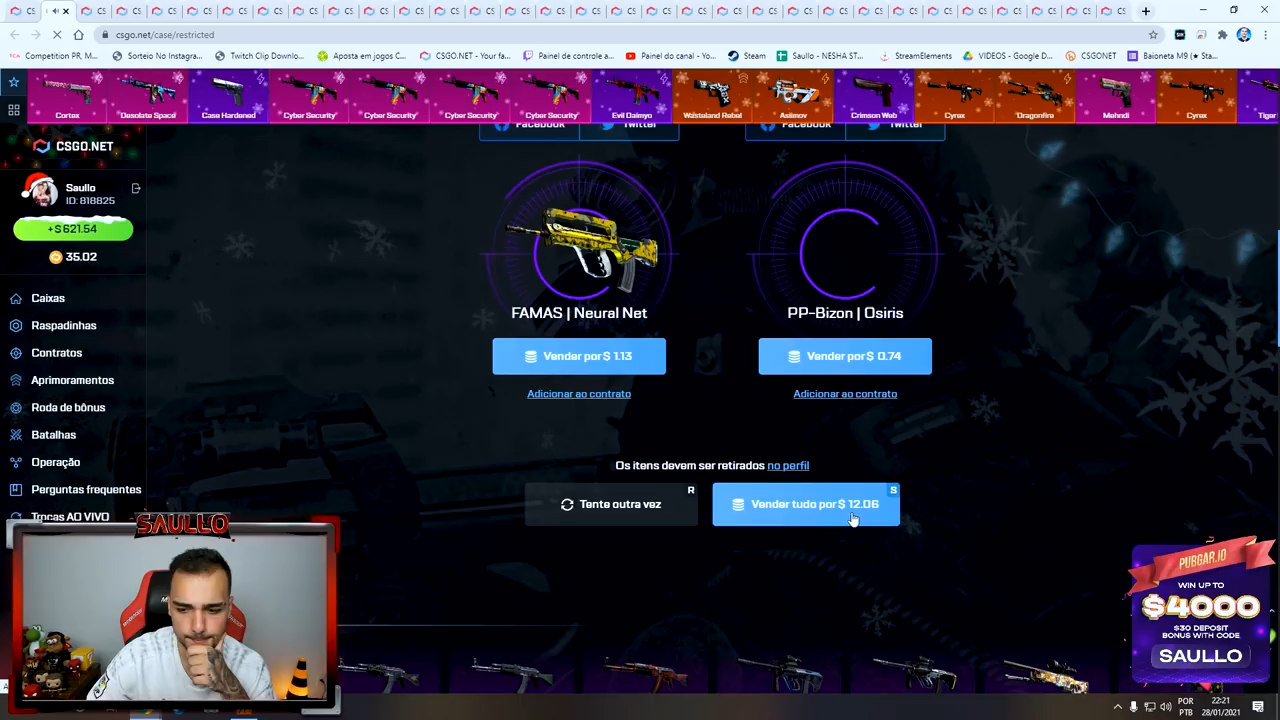 CS
csgo.net/case/restricted
Competition PR, M...
Sorteio No Instagra...
Twitch Clip Downlo...
Aposta em jogos C...
CSGO.NET - Your fa...
Painel de controle a...
Painel do canal - Yo...
Steam
Saullo - NESHA ST...
StreamElements
VIDEOS - Google D...
CSGONET
Baioneta M9 (★ Sta...
Cortex
Desolate Space
Case Hardened
Cyber Security
Cyber Security
Cyber Security
Cyber Security
Evil Daimyo
Wasteland Rebel
Asiimov
Crimson Web
Cyrex
Dragonfire
Mehndi
Cyrex
Tiger
Facebook
Twitter
Facebook
Twitter
CSGO.NET
Saullo
ID: 818825
+$ 621.54
35.02
Caixas
Raspadinhas
Contratos
Aprimoramentos
Roda de bônus
Batalhas
Operação
Perguntas frequentes
Trocas AO VIVO
FAMAS | Neural Net
PP-Bizon | Osiris
Vender por $ 1.13
Vender por $ 0.74
Adicionar ao contrato
Adicionar ao contrato
Os itens devem ser retirados no perfil
Tente outra vez
R
Vender tudo por $ 12.06
S
SAULLO
PUBGAR.IO
WIN UP TO
$4000
$30 DEPOSIT
BONUS WITH CODE
SAULLO
POR
PTB
22:21
28/01/2021